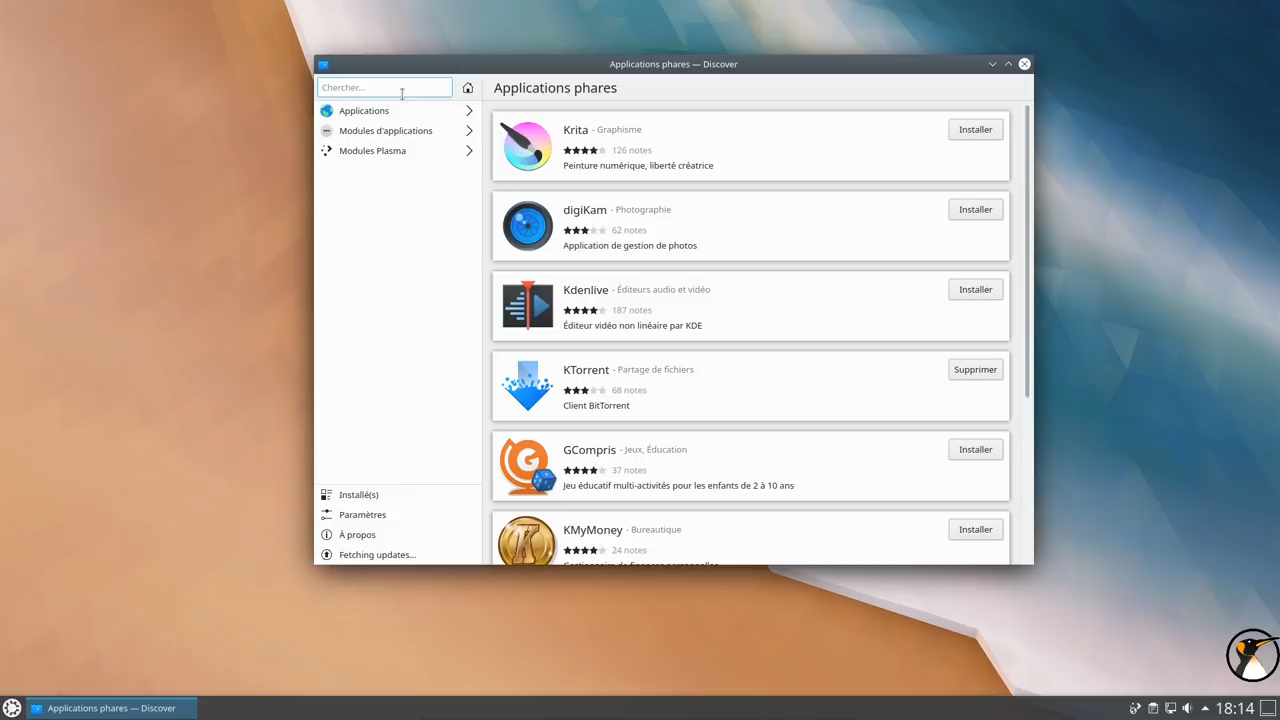 Applications phares — Discover
Chercher...
Applications phares
Applications
Modules d'applications
Modules Plasma
Krita - Graphisme
Installer
126 notes
Peinture numérique, liberté créatrice
digiKam - Photographie
Installer
62 notes
Application de gestion de photos
Kdenlive - Éditeurs audio et vidéo
Installer
187 notes
Éditeur vidéo non linéaire par KDE
KTorrent - Partage de fichiers
Supprimer
68 notes
Client BitTorrent
GCompris - Jeux, Éducation
Installer
37 notes
Jeu éducatif multi-activités pour les enfants de 2 à 10 ans
KMyMoney - Bureautique
Installer
24 notes
Gestionnaire de finances personnelles
Installé(s)
Paramètres
À propos
Fetching updates...
Applications phares — Discover
18:14